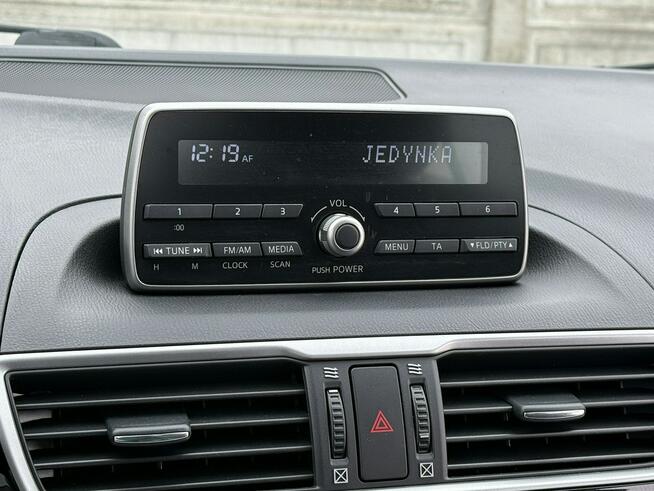 12:19 AF JEDYNKA
VOL
1 2 3 4 5 6
:00
⏮ TUNE ⏭ FM/AM MEDIA MENU TA ▼FLD/PTY▲
H M CLOCK SCAN PUSH POWER